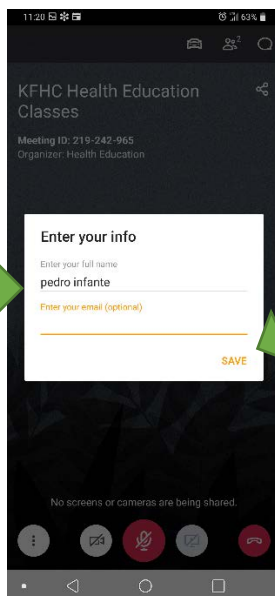 11:20 63%
2
KFHC Health Education
Classes
Meeting ID: 219-242-965
Organizer: Health Education
Enter your info
Enter your full name
pedro infante
Enter your email (optional)
SAVE
No screens or cameras are being shared.